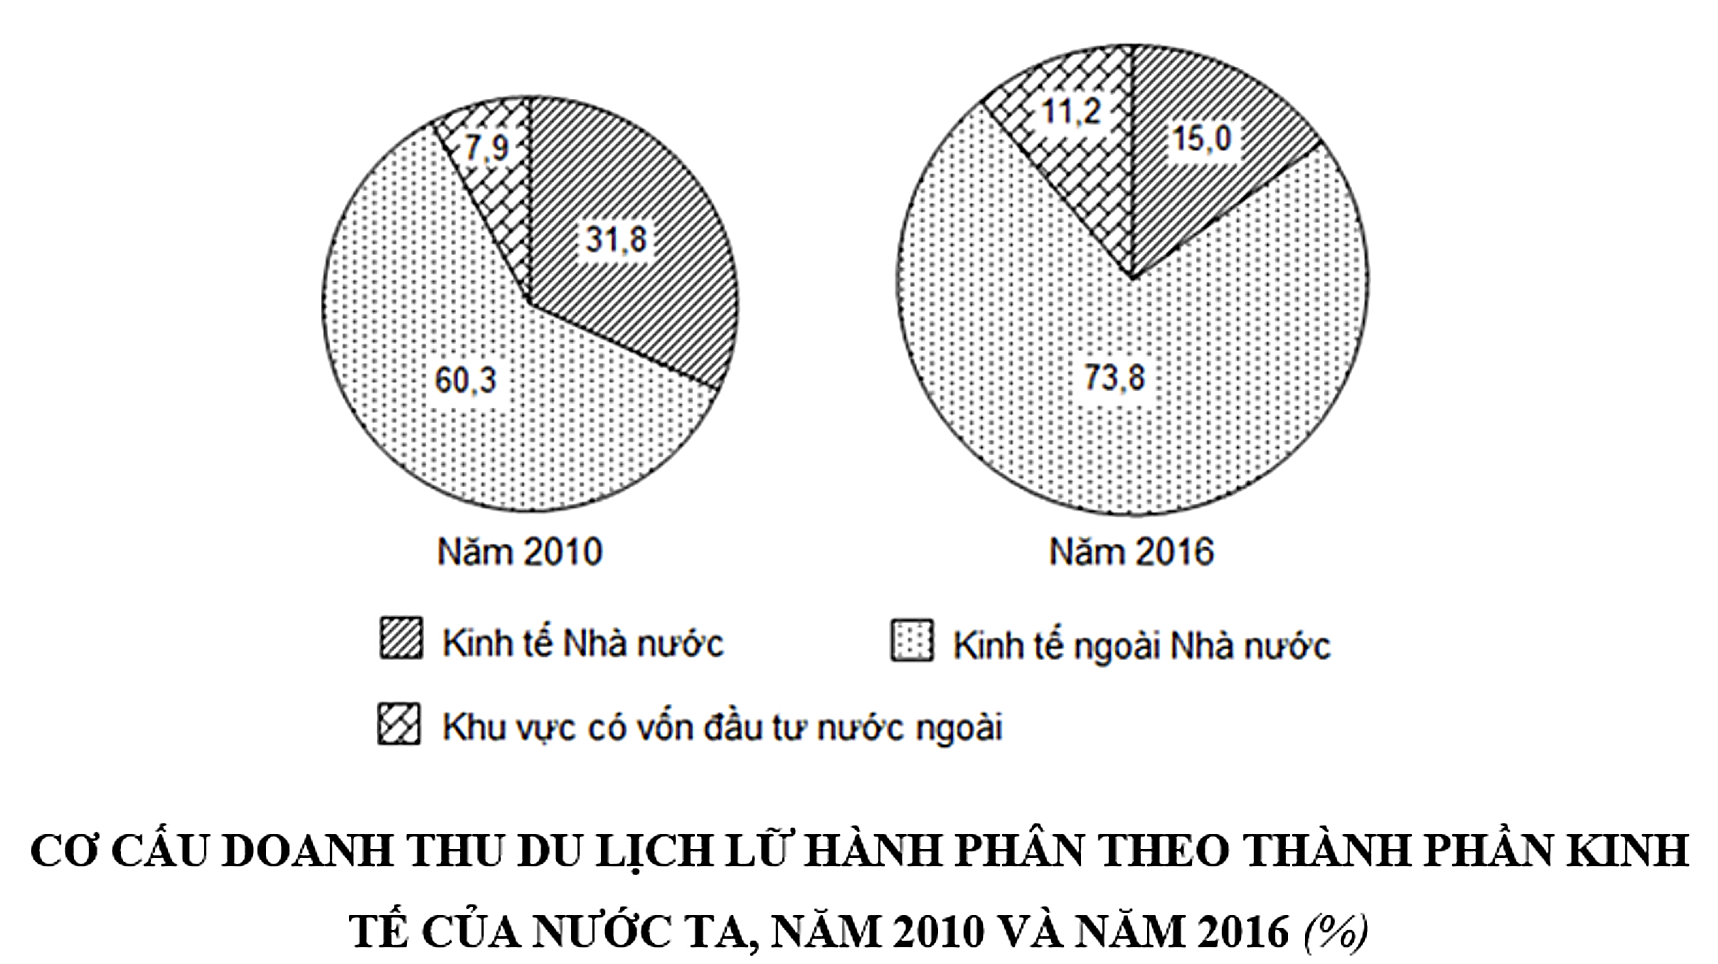 7,9
31,8
60,3
11,2
15,0
73,8
Năm 2010
Năm 2016
Kinh tế Nhà nước
Kinh tế ngoài Nhà nước
Khu vực có vốn đầu tư nước ngoài
CƠ CẤU DOANH THU DU LỊCH LỮ HÀNH PHÂN THEO THÀNH PHẦN KINH
TẾ CỦA NƯỚC TA, NĂM 2010 VÀ NĂM 2016 (%)